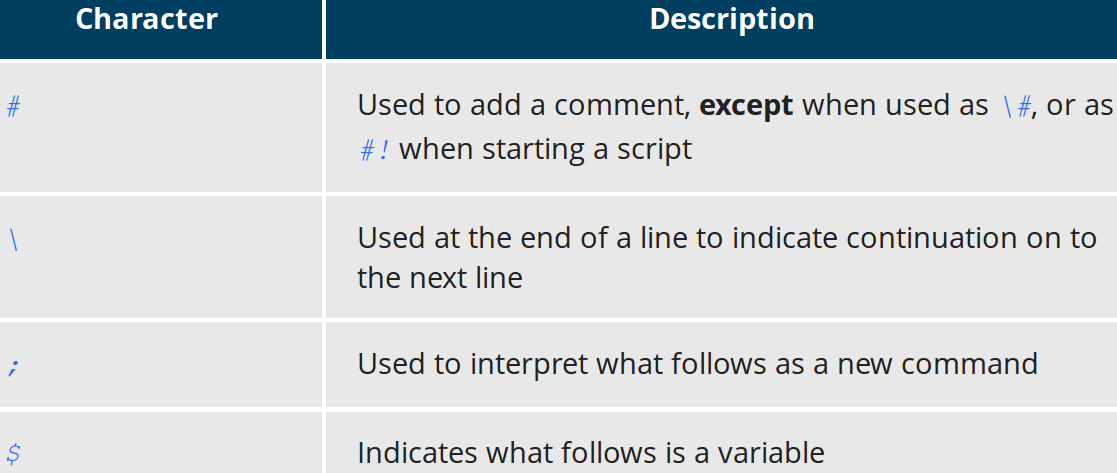 Character Description
# Used to add a comment, except when used as \#, or as
#! when starting a script
\ Used at the end of a line to indicate continuation on to
the next line
; Used to interpret what follows as a new command
$ Indicates what follows is a variable